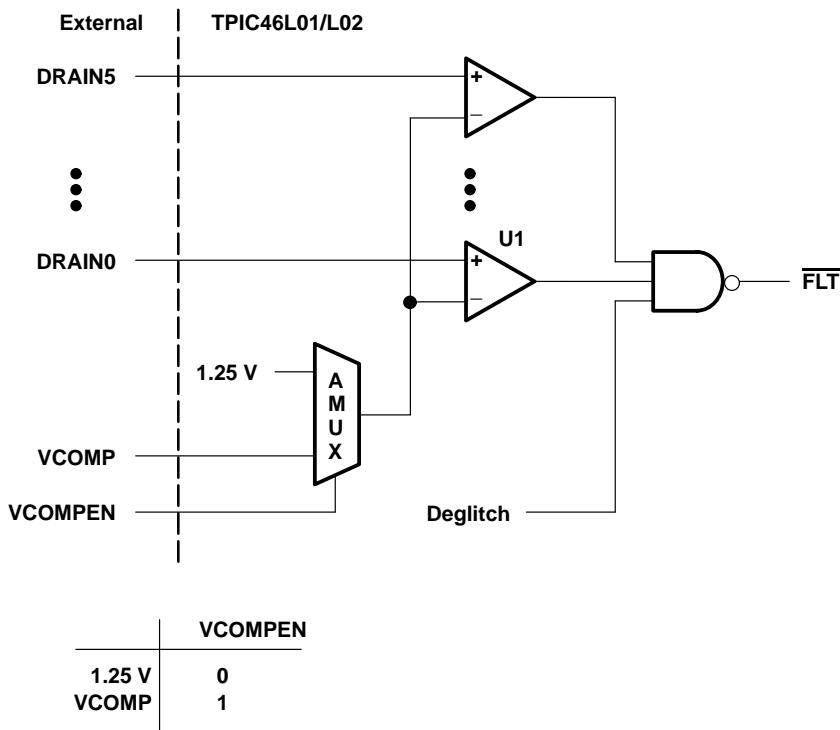 External TPIC46L01/L02
DRAIN5
+
–
U1
DRAIN0
+
–
FLT
1.25 V
A
M
U
X
VCOMP
VCOMPEN
Deglitch
VCOMPEN
1.25 V 0
VCOMP 1